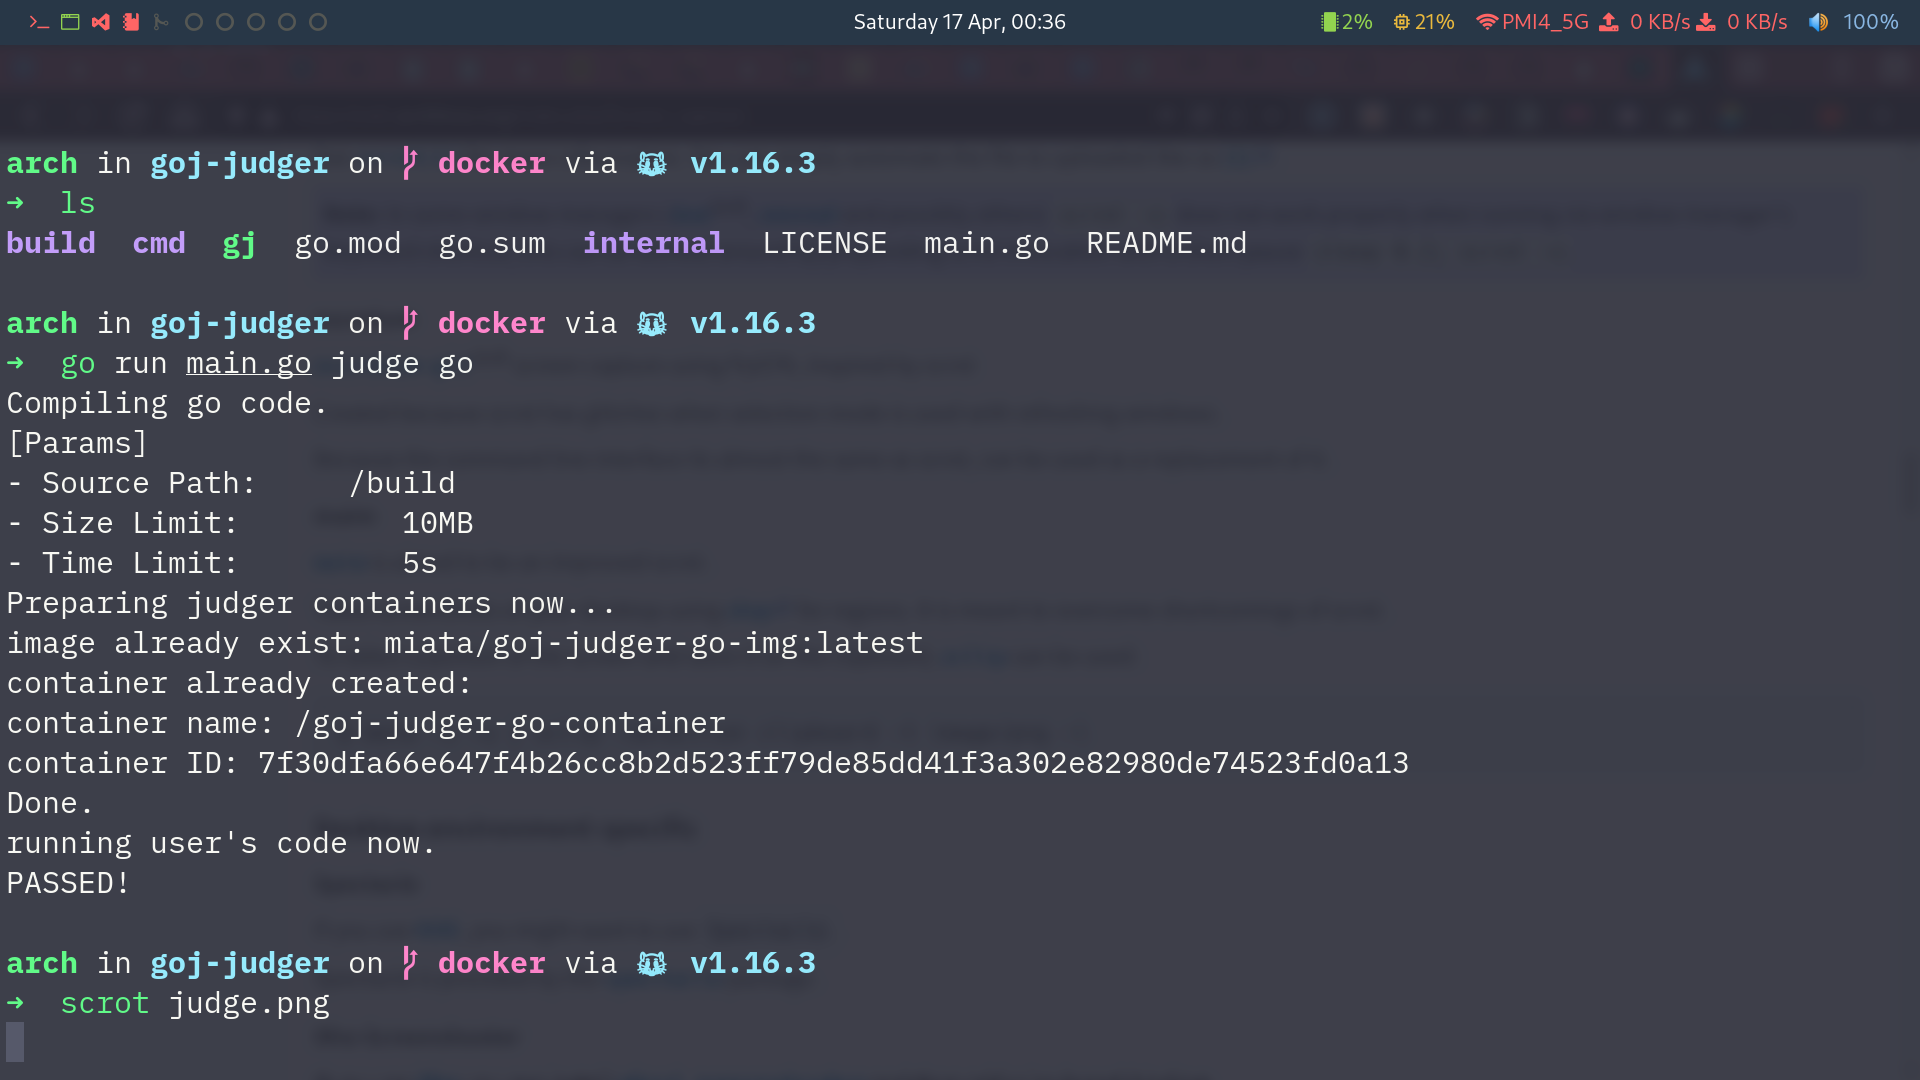 >_ Saturday 17 Apr, 00:36 2% 21% PMI4_5G 0 KB/s 0 KB/s 100%
arch in goj-judger on docker via v1.16.3
➜ ls
build cmd gj go.mod go.sum internal LICENSE main.go README.md
arch in goj-judger on docker via v1.16.3
➜ go run main.go judge go
Compiling go code.
[Params]
- Source Path: /build
- Size Limit: 10MB
- Time Limit: 5s
Preparing judger containers now...
image already exist: miata/goj-judger-go-img:latest
container already created:
container name: /goj-judger-go-container
container ID: 7f30dfa66e647f4b26cc8b2d523ff79de85dd41f3a302e82980de74523fd0a13
Done.
running user's code now.
PASSED!
arch in goj-judger on docker via v1.16.3
➜ scrot judge.png